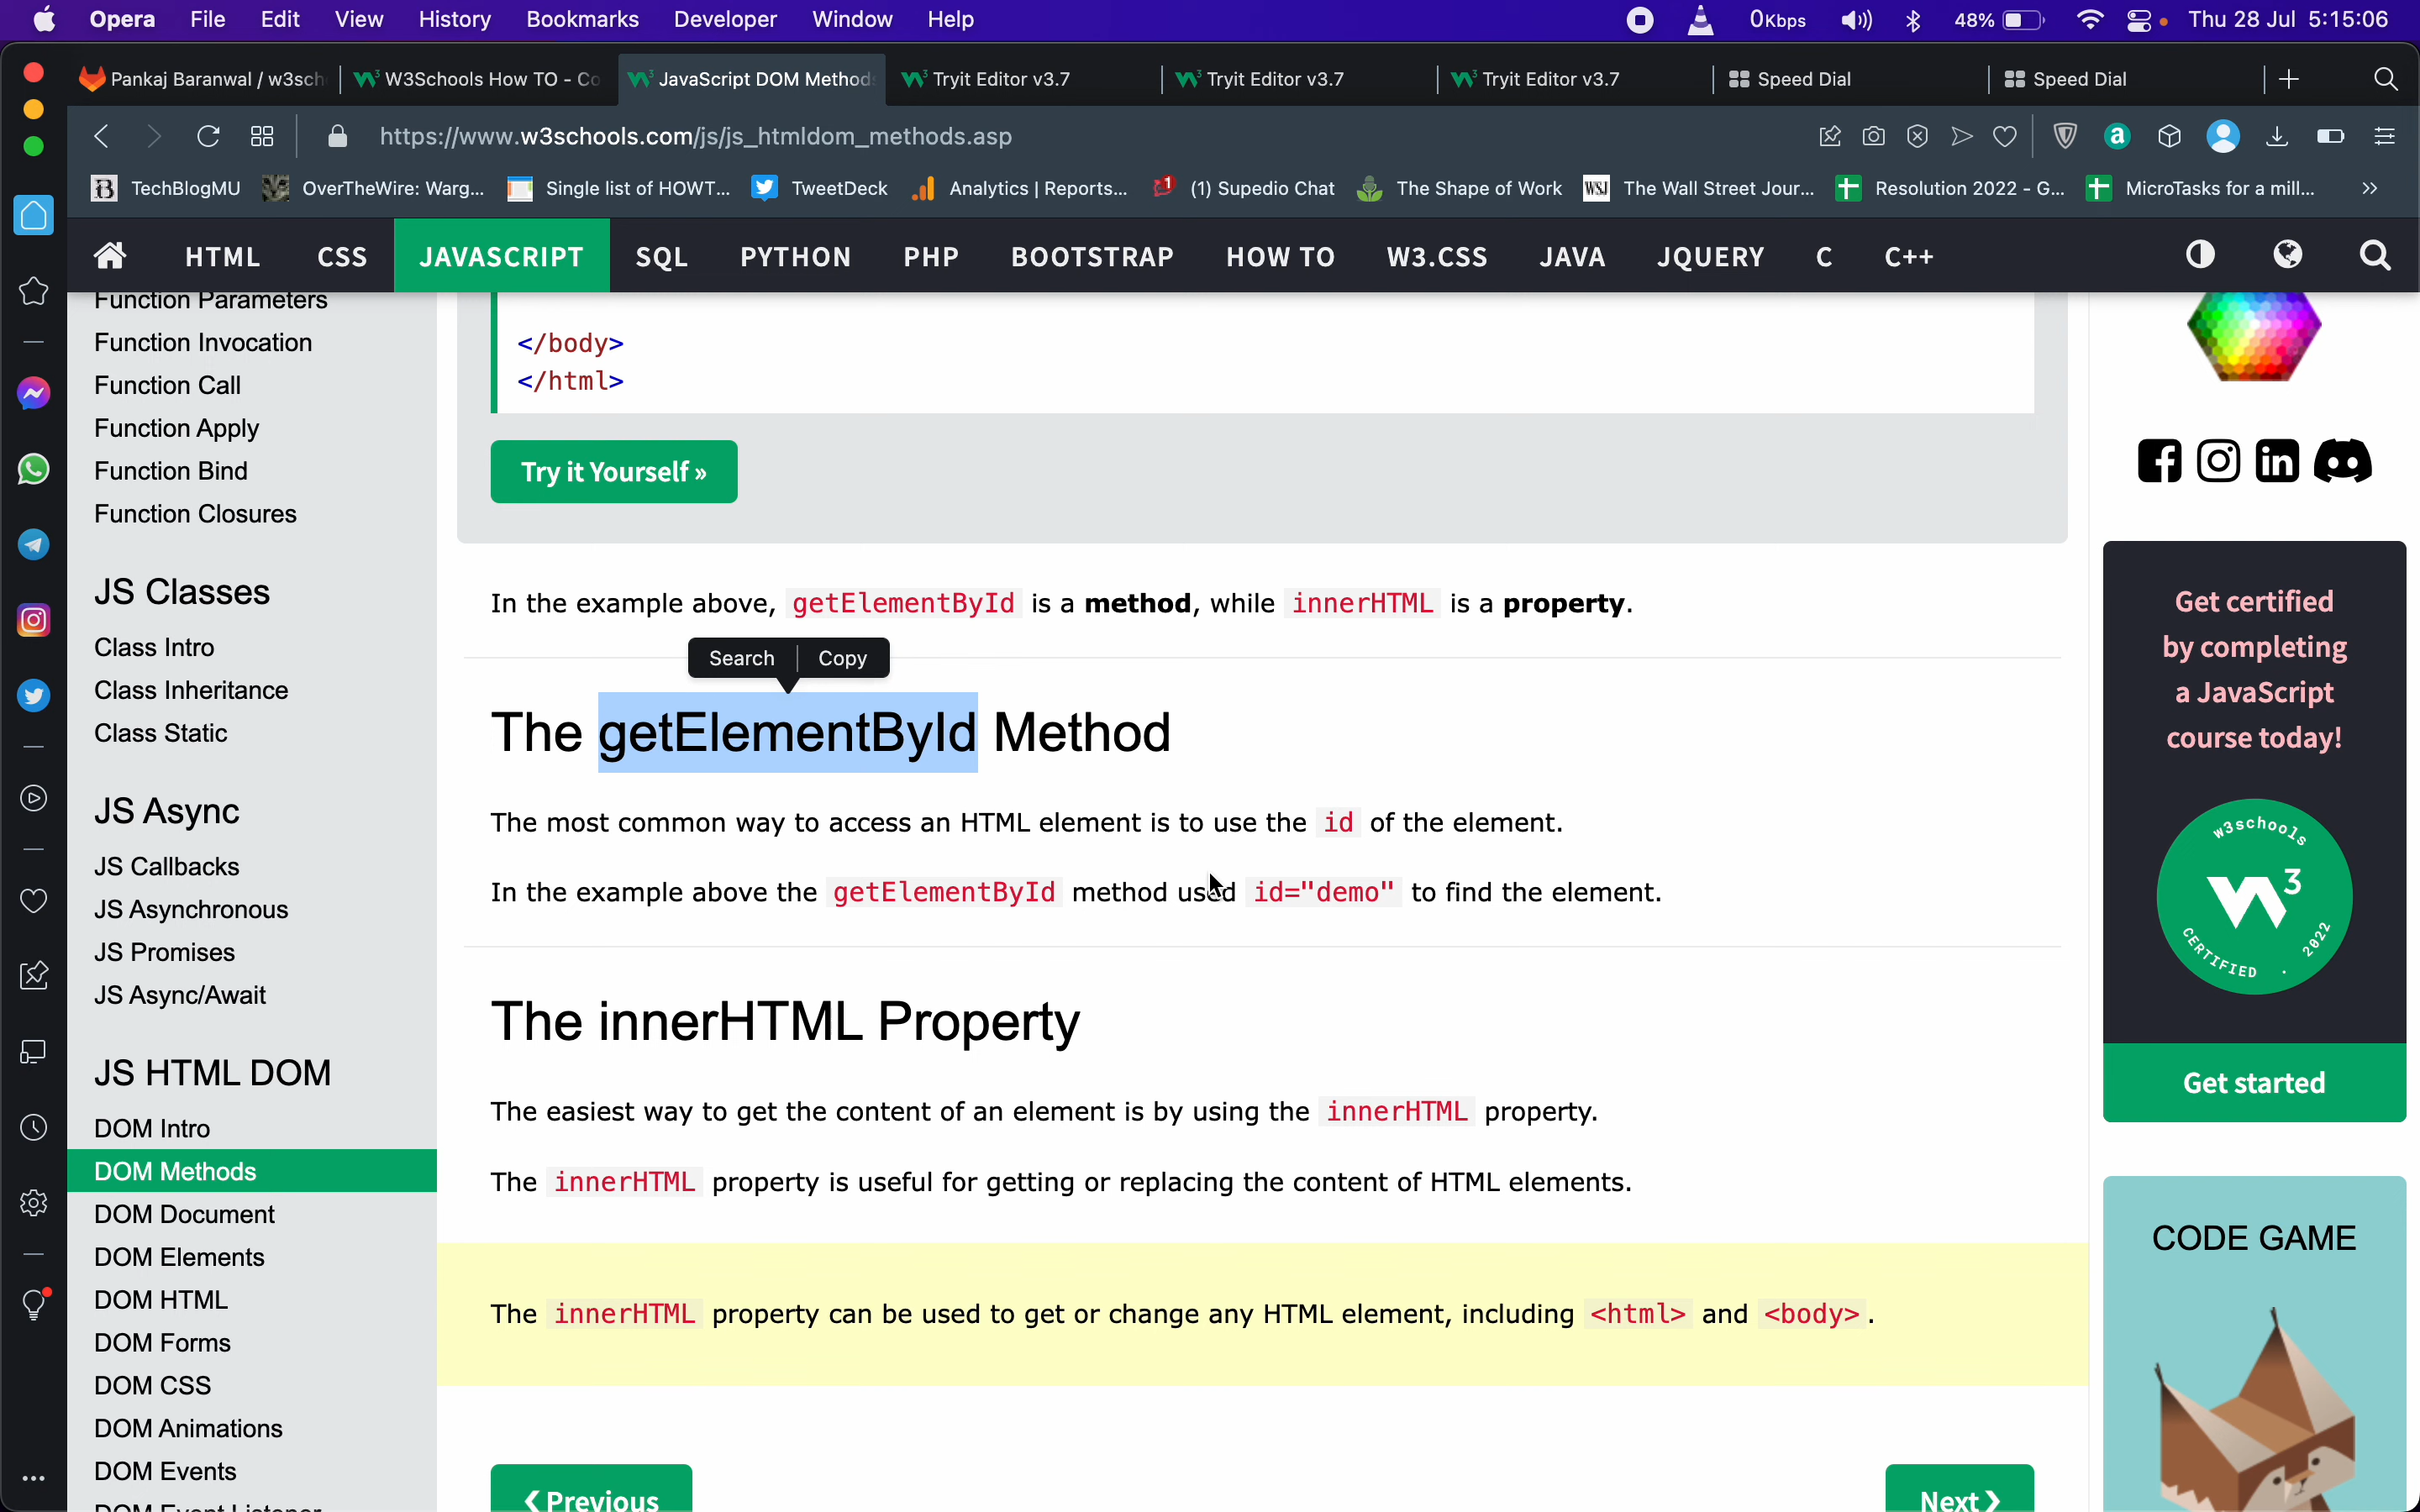 Opera File Edit View History Bookmarks Developer Window Help 0Kbps 48% Thu 28 Jul 5:15:06
Pankaj Baranwal / w3sch W3Schools How TO - Co JavaScript DOM Methods Tryit Editor v3.7 Tryit Editor v3.7 Tryit Editor v3.7 Speed Dial Speed Dial
https://www.w3schools.com/js/js_htmldom_methods.asp
TechBlogMU OverTheWire: Warg... Single list of HOWT... TweetDeck Analytics | Reports... (1) Supedio Chat The Shape of Work WSJ The Wall Street Jour... Resolution 2022 - G... MicroTasks for a mill... »
HTML CSS JAVASCRIPT SQL PYTHON PHP BOOTSTRAP HOW TO W3.CSS JAVA JQUERY C C++
Function Parameters
Function Invocation
Function Call
Function Apply
Function Bind
Function Closures
JS Classes
Class Intro
Class Inheritance
Class Static
JS Async
JS Callbacks
JS Asynchronous
JS Promises
JS Async/Await
JS HTML DOM
DOM Intro
DOM Methods
DOM Document
DOM Elements
DOM HTML
DOM Forms
DOM CSS
DOM Animations
DOM Events
DOM Event Listener
</body>
</html>
Try it Yourself »
In the example above, getElementById is a method, while innerHTML is a property.
Search Copy
The getElementById Method
The most common way to access an HTML element is to use the id of the element.
In the example above the getElementById method used id="demo" to find the element.
The innerHTML Property
The easiest way to get the content of an element is by using the innerHTML property.
The innerHTML property is useful for getting or replacing the content of HTML elements.
The innerHTML property can be used to get or change any HTML element, including <html> and <body>.
❮ Previous
Next ❯
Get certified
by completing
a JavaScript
course today!
w3schools
W3
CERTIFIED . 2022
Get started
CODE GAME